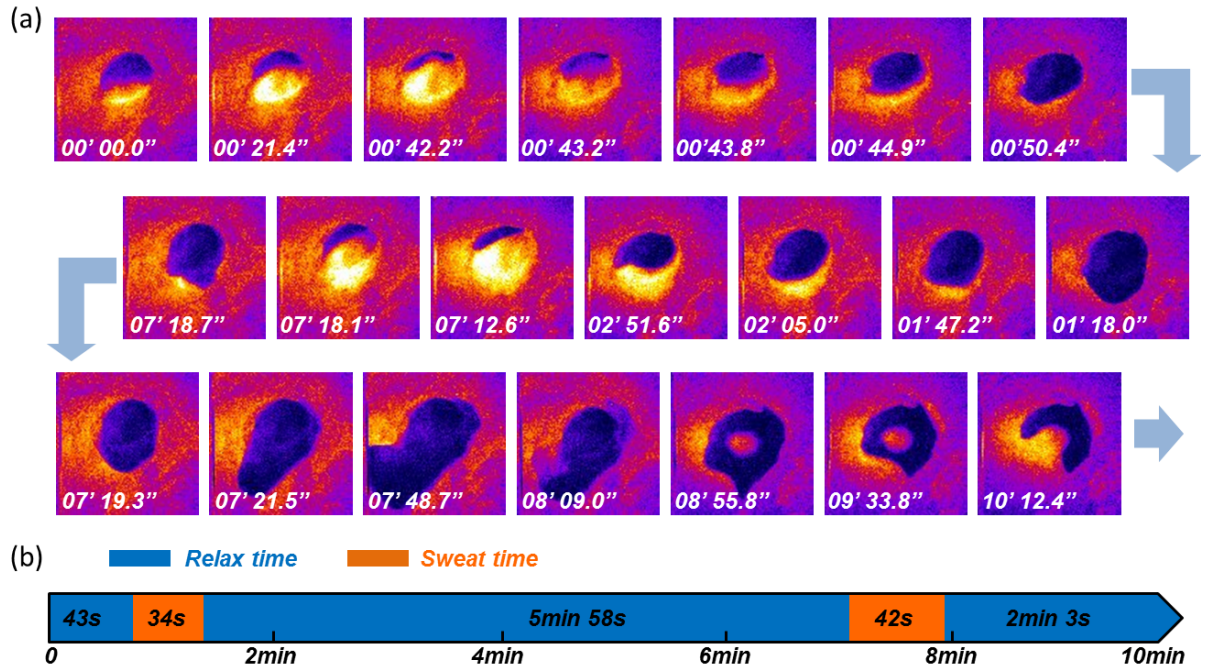 (a)
00' 00.0” 00' 21.4” 00' 42.2” 00' 43.2” 00'43.8” 00' 44.9” 00'50.4”
07' 18.7” 07' 18.1” 07' 12.6” 02' 51.6” 02' 05.0” 01' 47.2” 01' 18.0”
07' 19.3” 07' 21.5” 07' 48.7” 08' 09.0” 08' 55.8” 09' 33.8” 10' 12.4”
(b) Relax time Sweat time
43s 34s 5min 58s 42s 2min 3s
0 2min 4min 6min 8min 10min